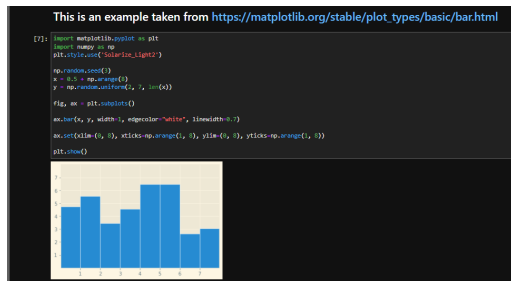 This is an example taken from https://matplotlib.org/stable/plot_types/basic/bar.html
[7]: import matplotlib.pyplot as plt
import numpy as np
plt.style.use('Solarize_Light2')
np.random.seed(3)
x = 0.5 + np.arange(8)
y = np.random.uniform(2, 7, len(x))
fig, ax = plt.subplots()
ax.bar(x, y, width=1, edgecolor="white", linewidth=0.7)
ax.set(xlim=(0, 8), xticks=np.arange(1, 8), ylim=(0, 8), yticks=np.arange(1, 8))
plt.show()
7
6
5
4
3
2
1
1 2 3 4 5 6 7